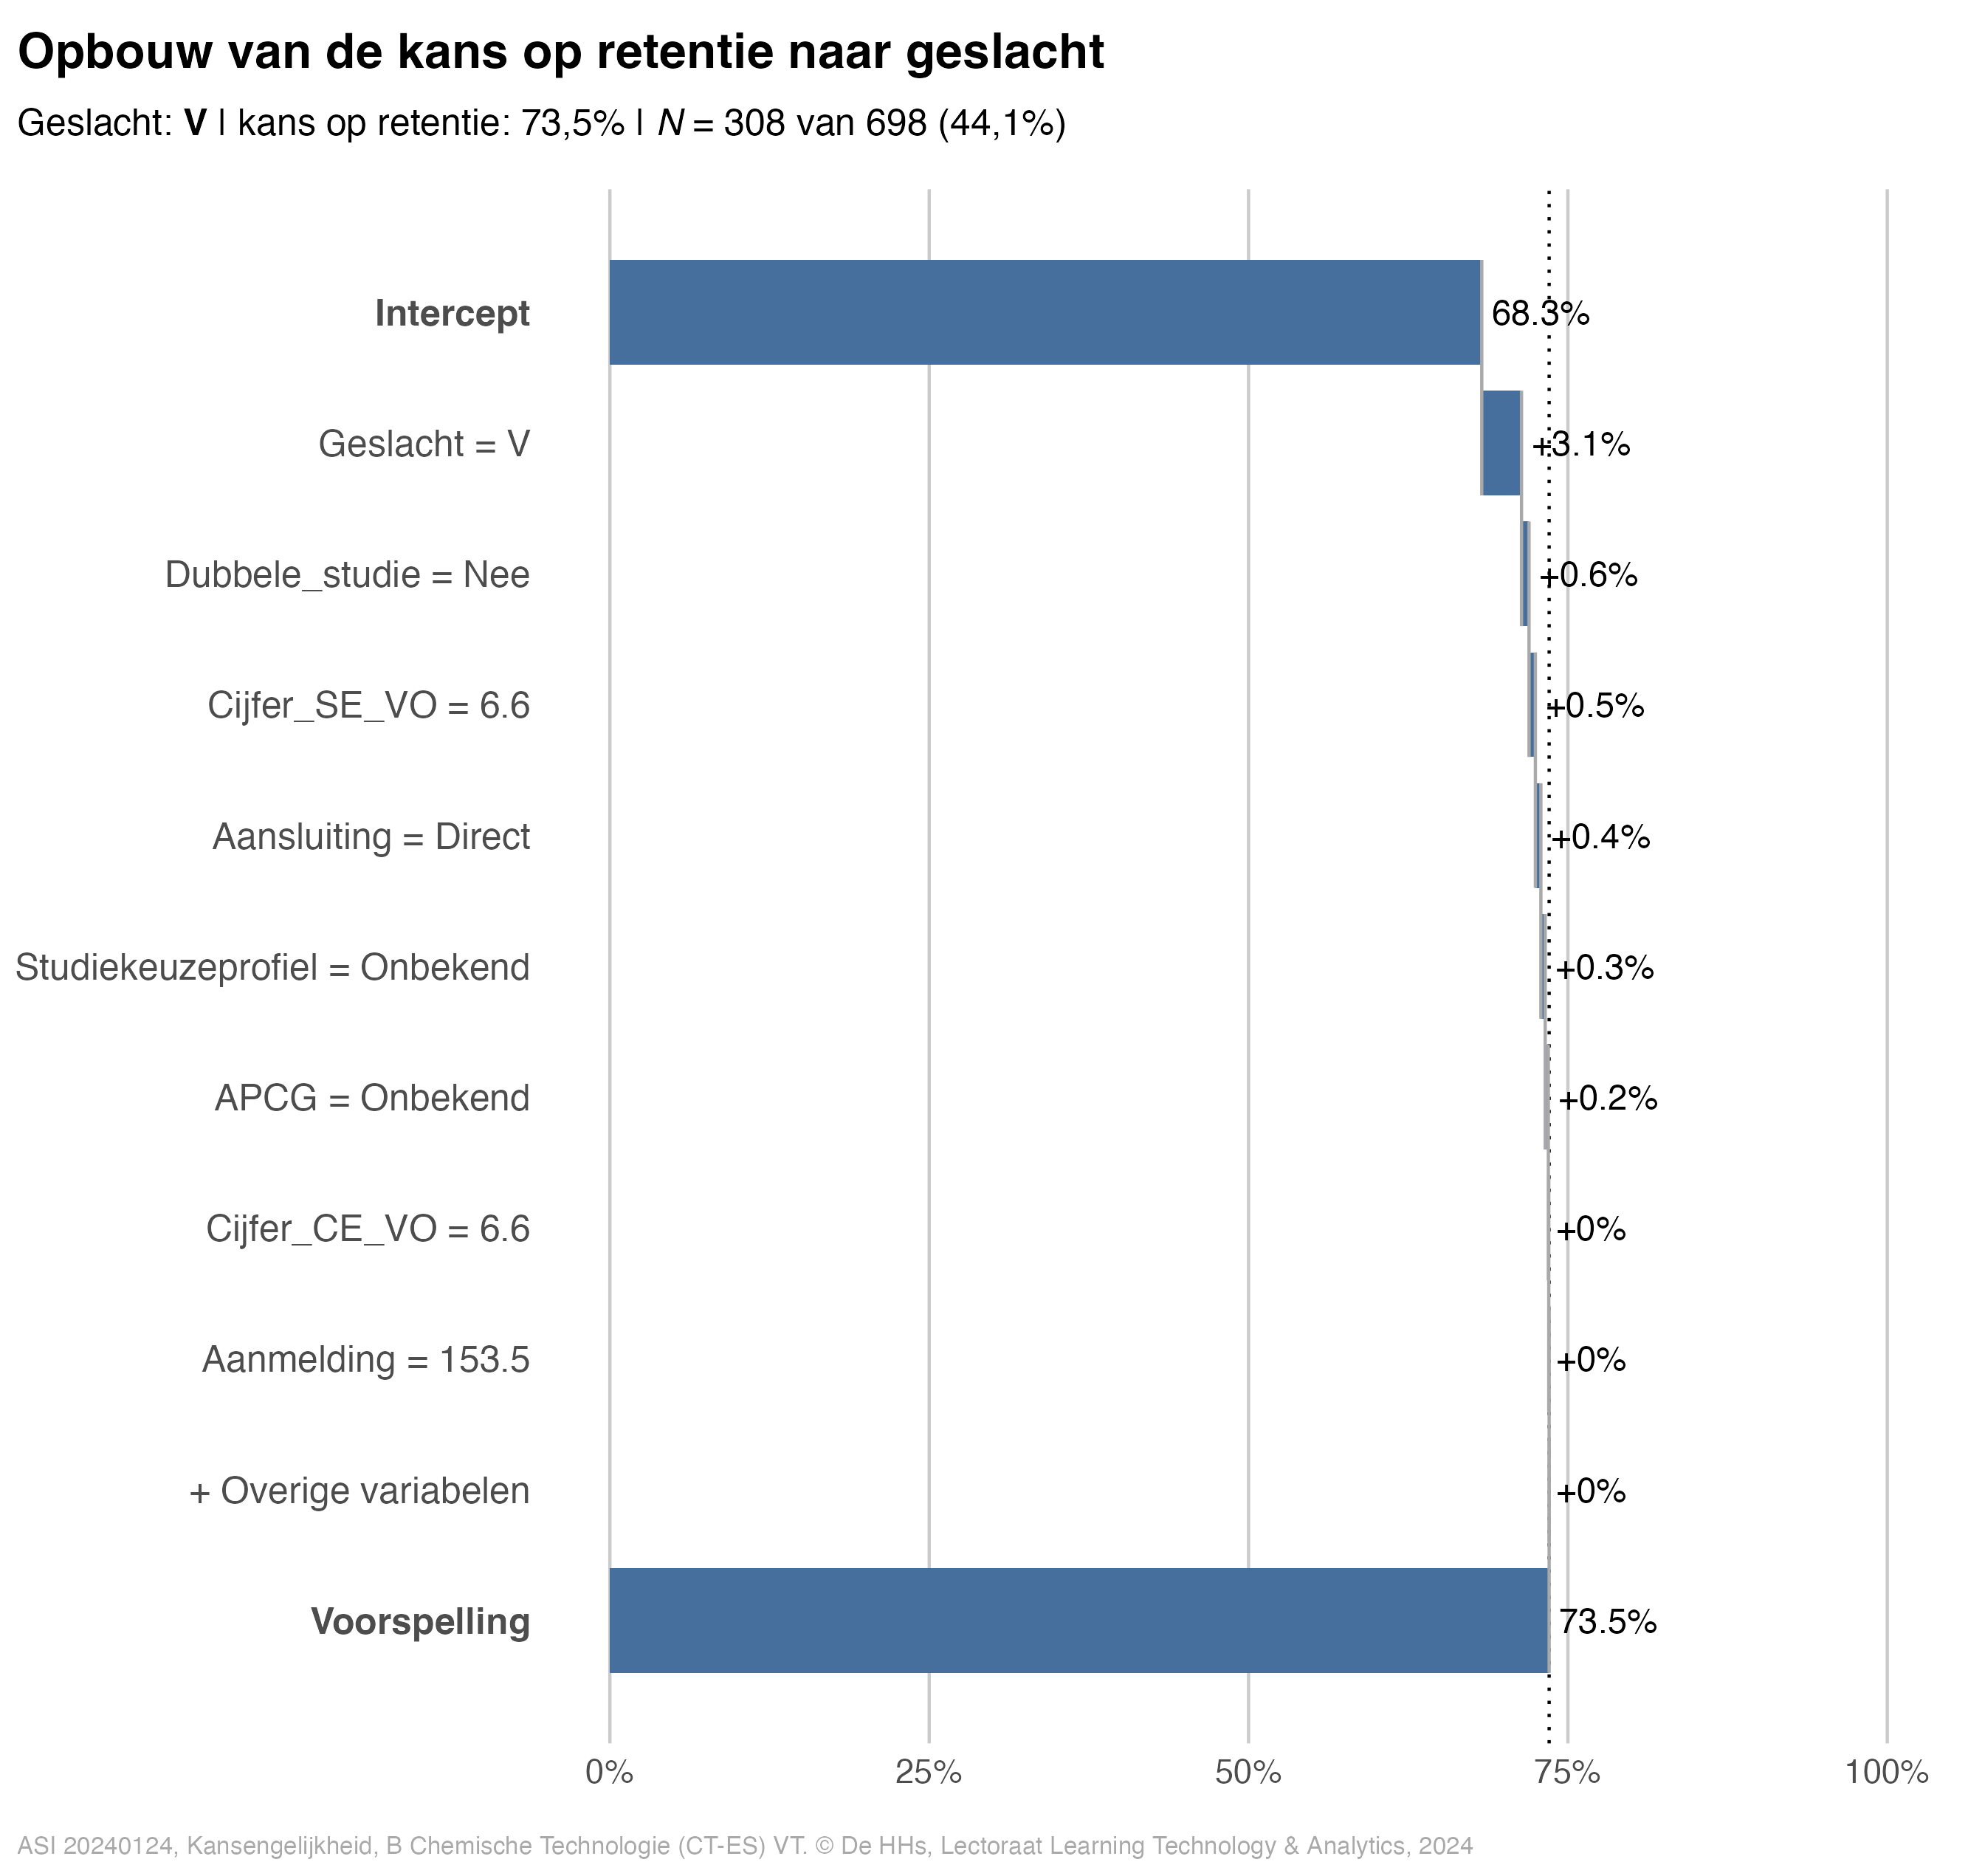 Opbouw van de kans op retentie naar geslacht
Geslacht: V | kans op retentie: 73,5% | N = 308 van 698 (44,1%)
Intercept 68.3%
Geslacht = V +3.1%
Dubbele_studie = Nee +0.6%
Cijfer_SE_VO = 6.6 +0.5%
Aansluiting = Direct +0.4%
Studiekeuzeprofiel = Onbekend +0.3%
APCG = Onbekend +0.2%
Cijfer_CE_VO = 6.6 +0%
Aanmelding = 153.5 +0%
+ Overige variabelen +0%
Voorspelling 73.5%
0% 25% 50% 75% 100%
ASI 20240124, Kansengelijkheid, B Chemische Technologie (CT-ES) VT. © De HHs, Lectoraat Learning Technology & Analytics, 2024